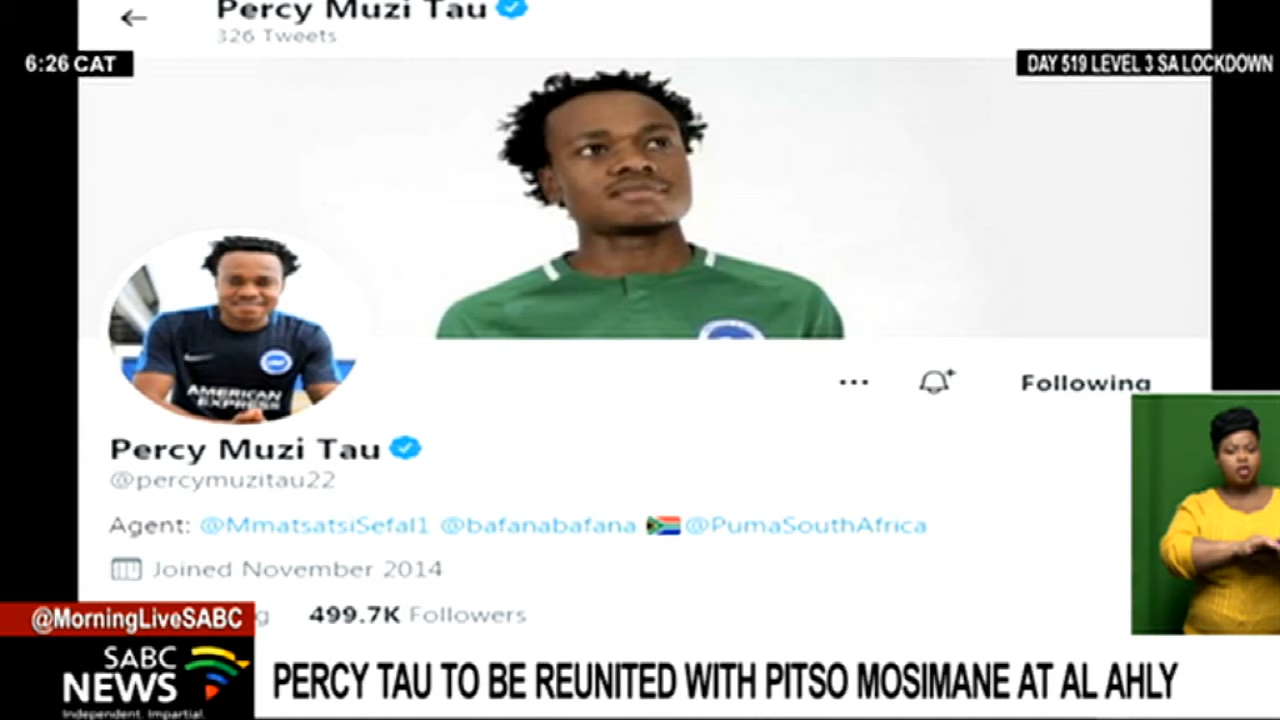 Percy Muzi Tau
326 Tweets
6:26 CAT
DAY 519 LEVEL 3 SA LOCKDOWN
AMERICAN
EXPRESS
Following
Percy Muzi Tau
@percymuzitau22
Agent: @MmatsatsiSefal1 @bafanabafana 🇿🇦 @PumaSouthAfrica
Joined November 2014
g 499.7K Followers
@MorningLiveSABC
SABC
NEWS
Independent. Impartial.
PERCY TAU TO BE REUNITED WITH PITSO MOSIMANE AT AL AHLY